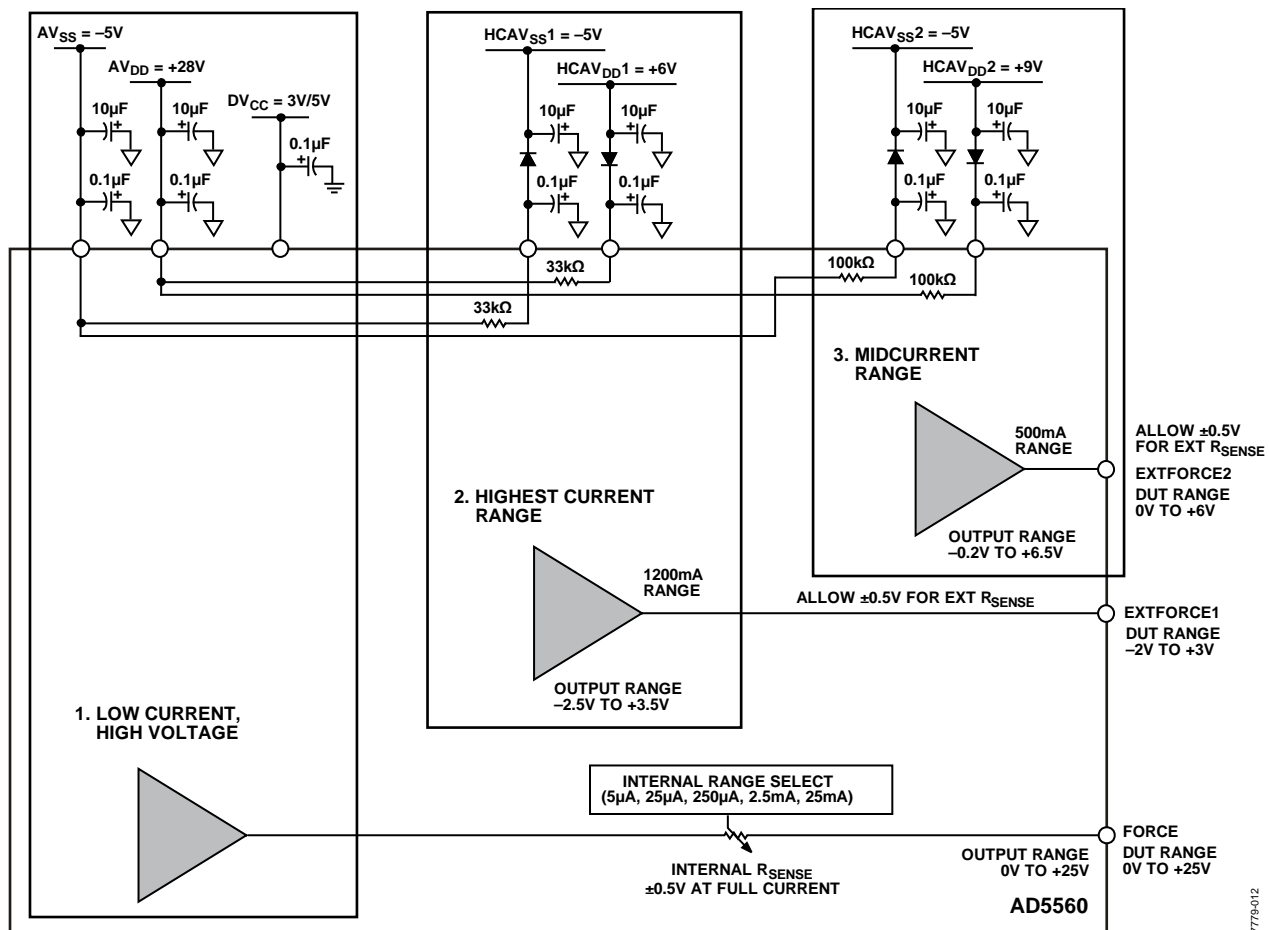 AVSS = –5V
AVDD = +28V
DVCC = 3V/5V
10µF
10µF
0.1µF
0.1µF
0.1µF
HCAVSS1 = –5V
HCAVDD1 = +6V
10µF
10µF
0.1µF
0.1µF
HCAVSS2 = –5V
HCAVDD2 = +9V
10µF
10µF
0.1µF
0.1µF
33kΩ
33kΩ
100kΩ
100kΩ
3. MIDCURRENT
RANGE
500mA
RANGE
OUTPUT RANGE
–0.2V TO +6.5V
ALLOW ±0.5V
FOR EXT RSENSE
EXTFORCE2
DUT RANGE
0V TO +6V
2. HIGHEST CURRENT
RANGE
1200mA
RANGE
OUTPUT RANGE
–2.5V TO +3.5V
ALLOW ±0.5V FOR EXT RSENSE
EXTFORCE1
DUT RANGE
–2V TO +3V
1. LOW CURRENT,
HIGH VOLTAGE
INTERNAL RANGE SELECT
(5µA, 25µA, 250µA, 2.5mA, 25mA)
INTERNAL RSENSE
±0.5V AT FULL CURRENT
OUTPUT RANGE
0V TO +25V
FORCE
DUT RANGE
0V TO +25V
AD5560
7779-012